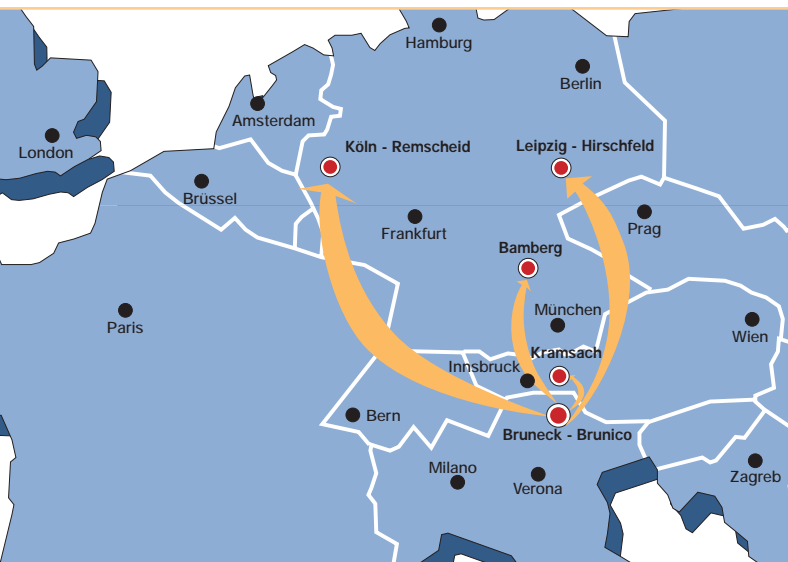 Hamburg
Berlin
Amsterdam
London
Köln - Remscheid
Leipzig - Hirschfeld
Brüssel
Frankfurt
Prag
Bamberg
München
Paris
Wien
Kramsach
Innsbruck
Bern
Bruneck - Brunico
Milano
Verona
Zagreb